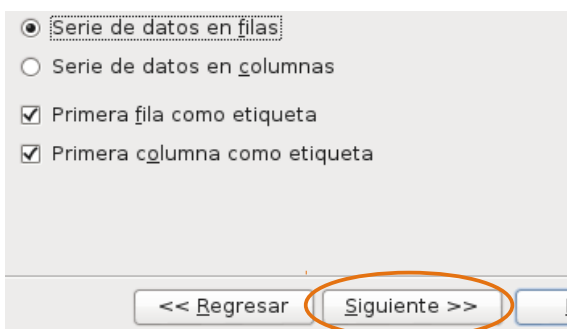 Serie de datos en filas
Serie de datos en columnas
Primera fila como etiqueta
Primera columna como etiqueta
<< Regresar Siguiente >>